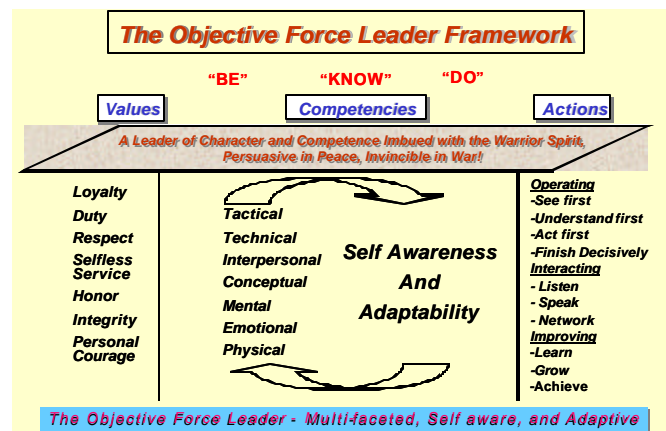 The Objective Force Leader Framework
“BE” “KNOW” “DO”
Values Competencies Actions
A Leader of Character and Competence Imbued with the Warrior Spirit,
Persuasive in Peace, Invincible in War!
Loyalty
Duty
Respect
Selfless
Service
Honor
Integrity
Personal
Courage
Tactical
Technical
Interpersonal
Conceptual
Mental
Emotional
Physical
Self Awareness
And
Adaptability
Operating
-See first
-Understand first
-Act first
-Finish Decisively
Interacting
- Listen
- Speak
- Network
Improving
-Learn
-Grow
-Achieve
The Objective Force Leader - Multi-faceted, Self aware, and Adaptive